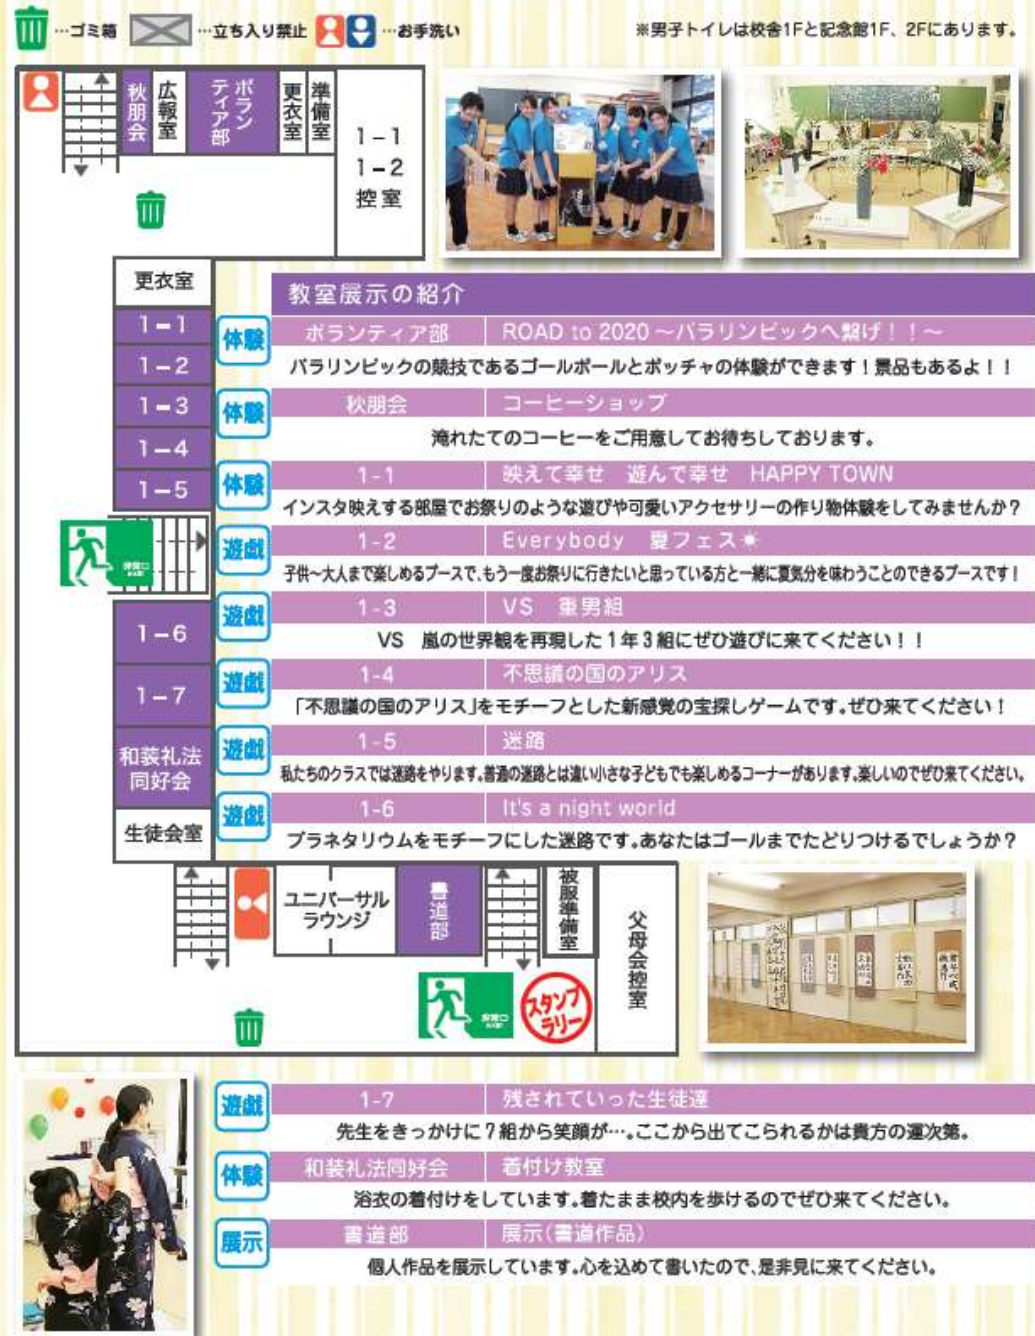 …ゴミ箱 …立ち入り禁止 …お手洗い
※男子トイレは校舎1Fと記念館1F、2Fにあります。
秋朋会
広報室
ボランティア部
更衣室
準備室
1-1
1-2
控室
更衣室
1-1
1-2
1-3
1-4
1-5
非常口
1-6
1-7
和装礼法
同好会
生徒会室
教室展示の紹介
体験 ボランティア部 ROAD to 2020 ～パラリンピックへ繋げ！！～
パラリンピックの競技であるゴールボールとボッチャの体験ができます！景品もあるよ！！
体験 秋朋会 コーヒーショップ
淹れたてのコーヒーをご用意してお待ちしております。
体験 1-1 映えて幸せ 遊んで幸せ HAPPY TOWN
インスタ映えする部屋でお祭りのような遊びや可愛いアクセサリーの作り物体験をしてみませんか？
遊戯 1-2 Everybody 夏フェス☀
子供～大人まで楽しめるブースで、もう一度お祭りに行きたいと思っている方と一緒に夏気分を味わうことのできるブースです！
遊戯 1-3 VS 重男組
VS 嵐の世界観を再現した1年3組にぜひ遊びに来てください！！
遊戯 1-4 不思議の国のアリス
「不思議の国のアリス」をモチーフとした新感覚の宝探しゲームです。ぜひ来てください！
遊戯 1-5 迷路
私たちのクラスでは迷路をやります。普通の迷路とは違い小さな子どもでも楽しめるコーナーがあります。楽しいのでぜひ来てください。
遊戯 1-6 It's a night world
プラネタリウムをモチーフにした迷路です。あなたはゴールまでたどりつけるでしょうか？
ユニバーサル
ラウンジ
書道部
被服準備室
父母会控室
非常口
スタンプ
ラリー
遊戯 1-7 残されていった生徒達
先生をきっかけに7組から笑顔が…。ここから出てこられるかは貴方の運次第。
体験 和装礼法同好会 着付け教室
浴衣の着付けをしています。着たまま校内を歩けるのでぜひ来てください。
展示 書道部 展示(書道作品)
個人作品を展示しています。心を込めて書いたので、是非見に来てください。